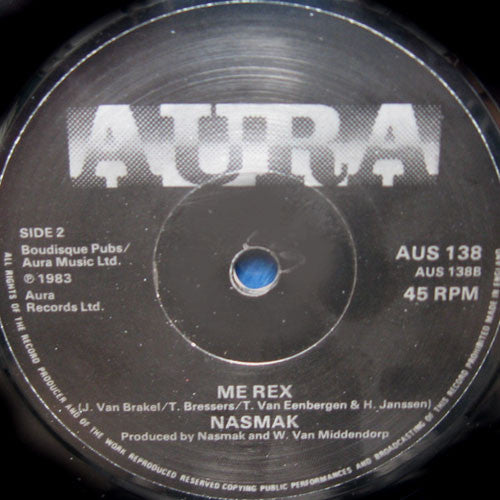 AURA
SIDE 2
Boudisque Pubs/
Aura Music Ltd.
℗ 1983
Aura
Records Ltd.
AUS 138
AUS 138B
45 RPM
ME REX
(J. Van Brakel/T. Bressers/T. Van Eenbergen & H. Janssen)
NASMAK
Produced by Nasmak and W. Van Middendorp
ALL RIGHTS OF THE RECORD PRODUCER AND OF THE WORK REPRODUCED RESERVED COPYING PUBLIC PERFORMANCES AND BROADCASTING OF THIS RECORD PROHIBITED MADE IN ENGLAND